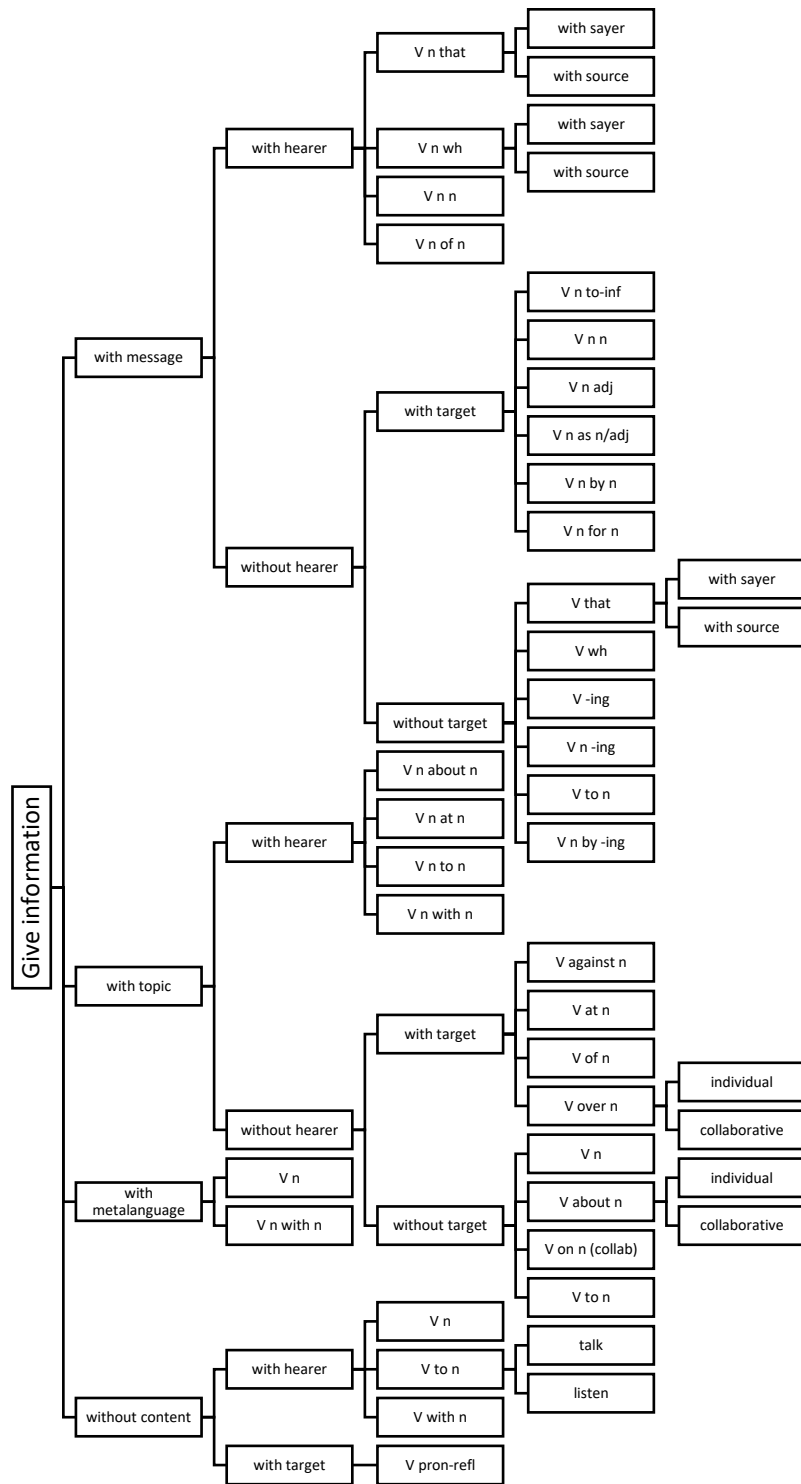 Give information
with message
with hearer
V n that
with sayer
with source
V n wh
with sayer
with source
V n n
V n of n
without hearer
with target
V n to-inf
V n n
V n adj
V n as n/adj
V n by n
V n for n
without target
V that
with sayer
with source
V wh
V -ing
V n -ing
V to n
V n by -ing
with topic
with hearer
V n about n
V n at n
V n to n
V n with n
without hearer
with target
V against n
V at n
V of n
V over n
individual
collaborative
without target
V n
V about n
individual
collaborative
V on n (collab)
V to n
with
metalanguage
V n
V n with n
without content
with hearer
V n
V to n
talk
listen
V with n
with target
V pron-refl